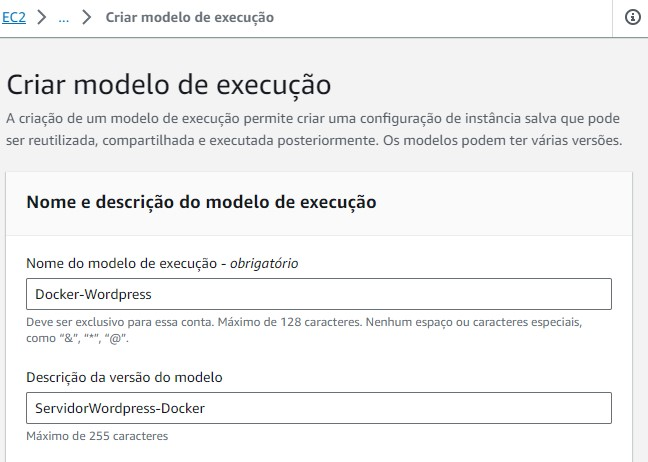 EC2 > ... > Criar modelo de execução
Criar modelo de execução
A criação de um modelo de execução permite criar uma configuração de instância salva que pode
ser reutilizada, compartilhada e executada posteriormente. Os modelos podem ter várias versões.
Nome e descrição do modelo de execução
Nome do modelo de execução - obrigatório
Docker-Wordpress
Deve ser exclusivo para essa conta. Máximo de 128 caracteres. Nenhum espaço ou caracteres especiais,
como "&", "*", "@".
Descrição da versão do modelo
ServidorWordpress-Docker
Máximo de 255 caracteres